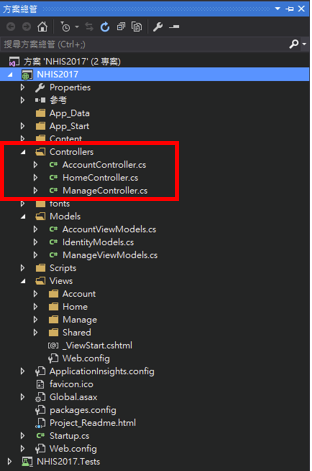 方案總管
搜尋方案總管 (Ctrl+;)
方案 'NHIS2017' (2 專案)
NHIS2017
Properties
參考
App_Data
App_Start
Content
Controllers
AccountController.cs
HomeController.cs
ManageController.cs
fonts
Models
AccountViewModels.cs
IdentityModels.cs
ManageViewModels.cs
Scripts
Views
Account
Home
Manage
Shared
_ViewStart.cshtml
Web.config
ApplicationInsights.config
favicon.ico
Global.asax
packages.config
Project_Readme.html
Startup.cs
Web.config
NHIS2017.Tests